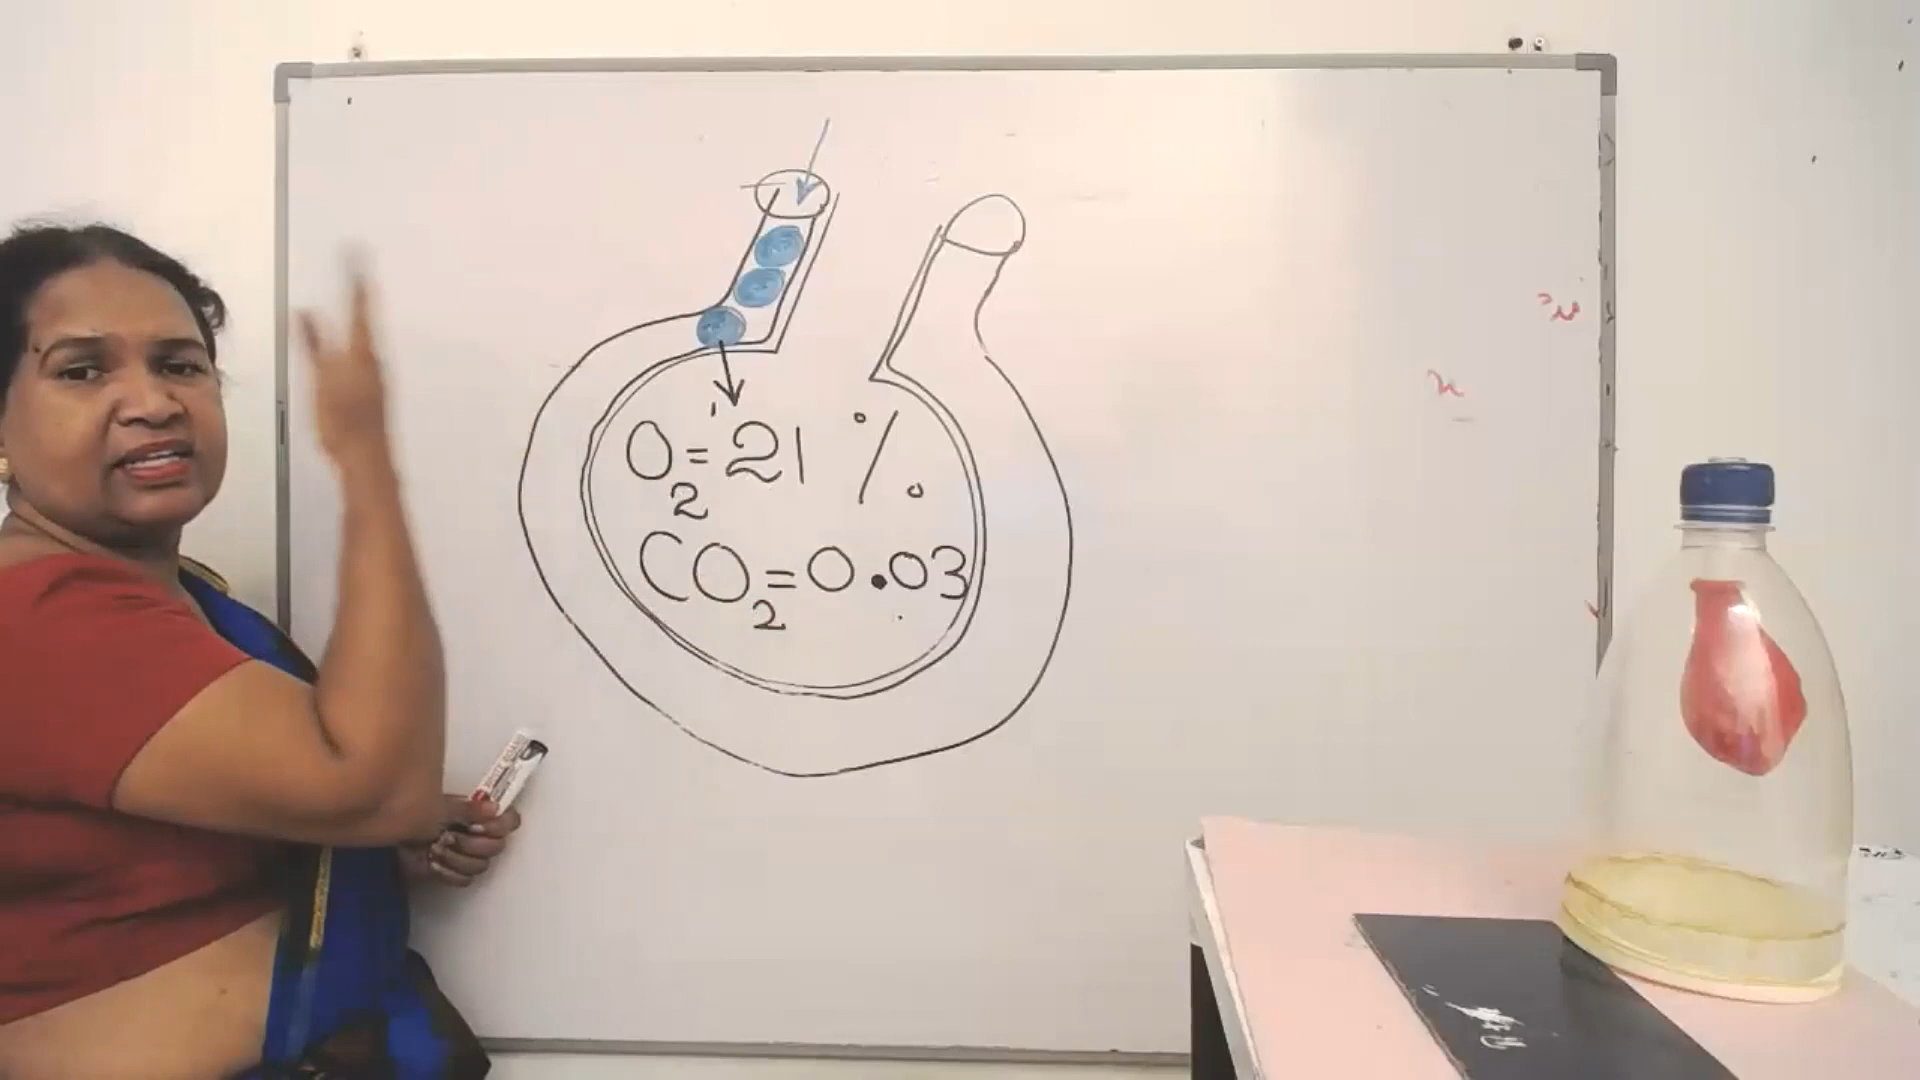 O₂ = 21 %
CO₂ = 0.03